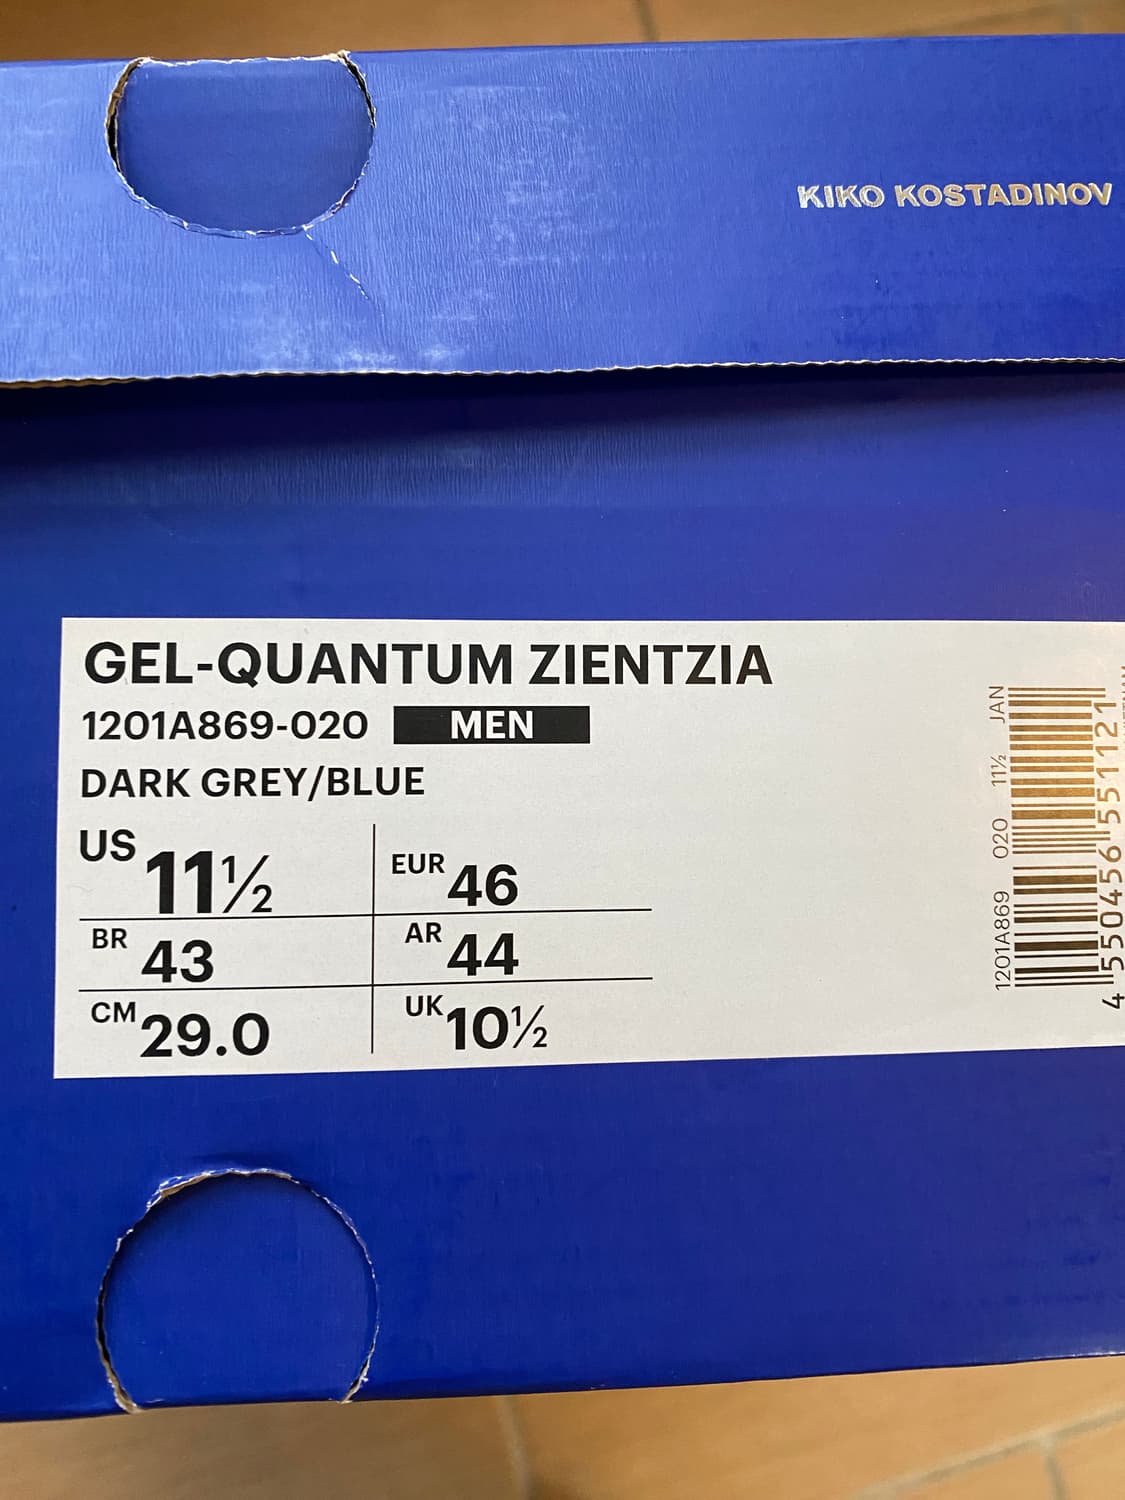 KIKO KOSTADINOV
GEL-QUANTUM ZIENTZIA
1201A869-020 MEN
DARK GREY/BLUE
US 11½
EUR 46
BR 43
AR 44
CM 29.0
UK 10½
1201A869 020 11½ JAN
4 550456 551121